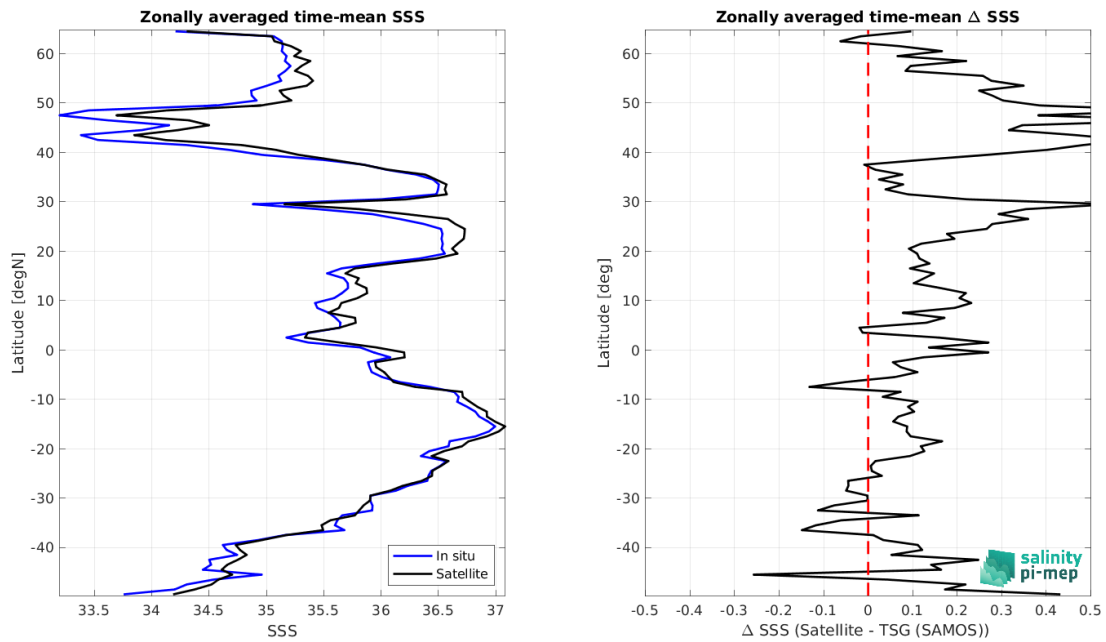 Zonally averaged time-mean SSS
60
50
40
30
20
10
0
-10
-20
-30
-40
Latitude [degN]
33.5 34 34.5 35 35.5 36 36.5 37
SSS
In situ
Satellite
Zonally averaged time-mean Δ SSS
60
50
40
30
20
10
0
-10
-20
-30
-40
Latitude [deg]
-0.5 -0.4 -0.3 -0.2 -0.1 0 0.1 0.2 0.3 0.4 0.5
Δ SSS (Satellite - TSG (SAMOS))
salinity
pi-mep